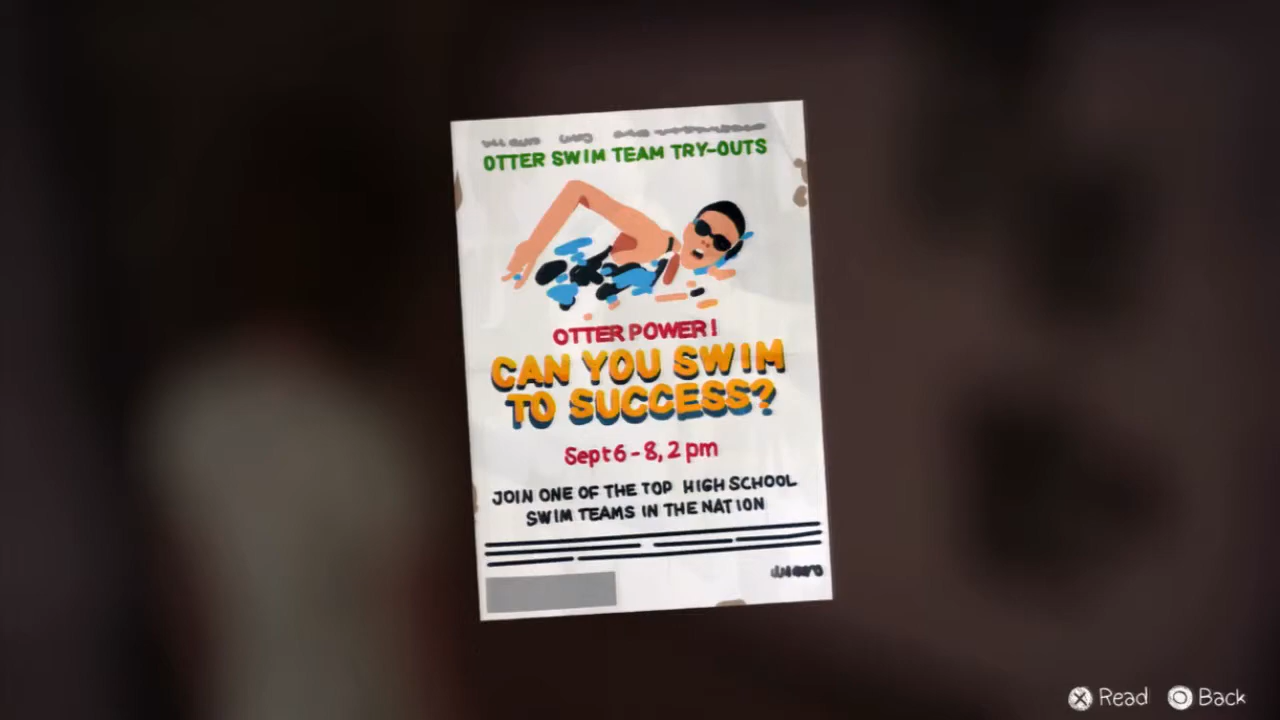 OTTER SWIM TEAM TRY-OUTS
OTTER POWER!
CAN YOU SWIM
TO SUCCESS?
Sept 6 - 8, 2 pm
JOIN ONE OF THE TOP HIGH SCHOOL
SWIM TEAMS IN THE NATION
Read Back